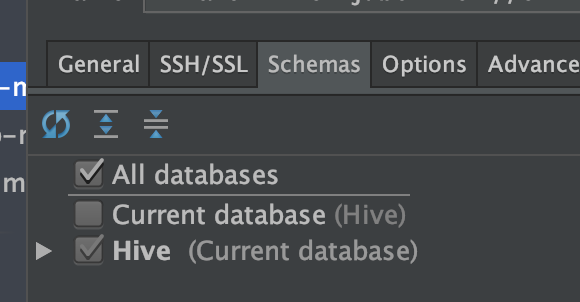 General SSH/SSL Schemas Options Advance
All databases
Current database (Hive)
Hive (Current database)